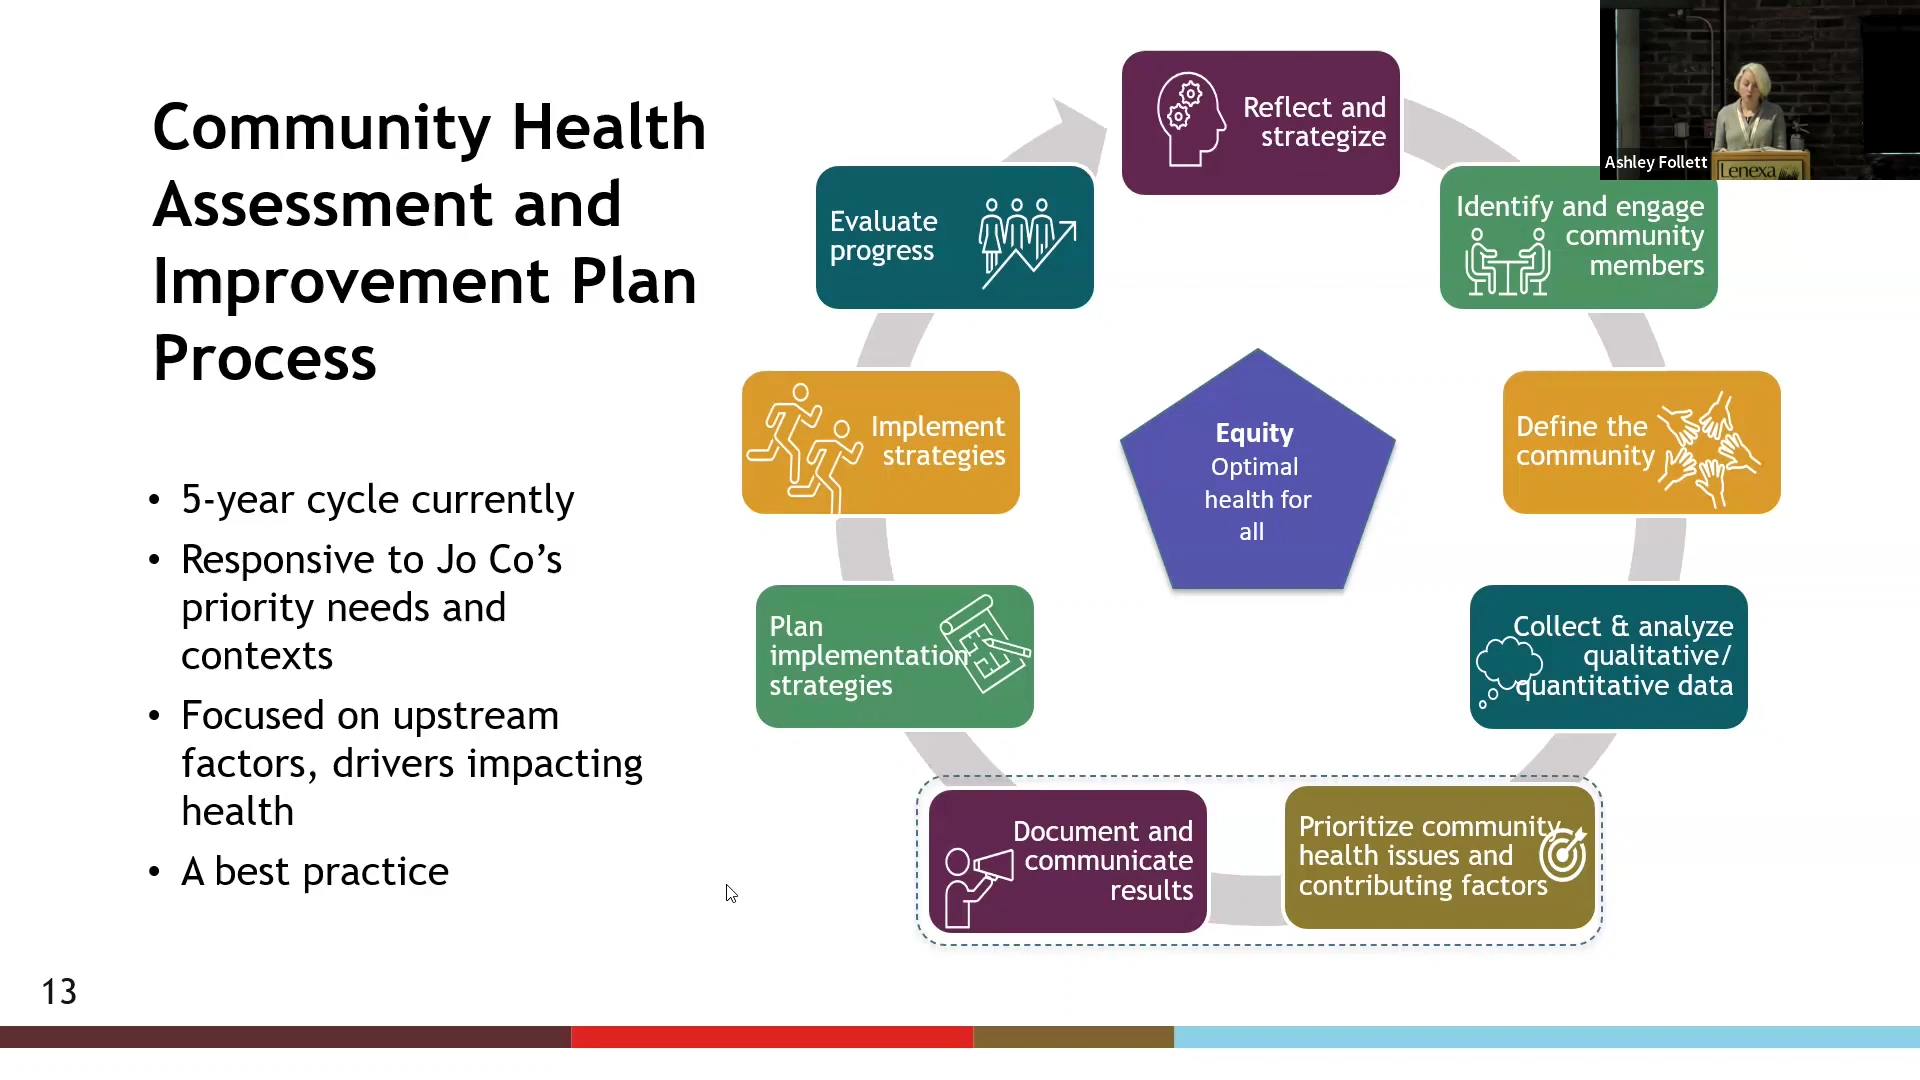 Community Health
Assessment and
Improvement Plan
Process
• 5-year cycle currently
• Responsive to Jo Co’s
priority needs and
contexts
• Focused on upstream
factors, drivers impacting
health
• A best practice
13
Reflect and
strategize
Identify and engage
community
members
Define the
community
Collect & analyze
qualitative/
quantitative data
Prioritize community
health issues and
contributing factors
Document and
communicate
results
Plan
implementation
strategies
Implement
strategies
Evaluate
progress
Equity
Optimal
health for
all
Ashley Follett
Lenexa